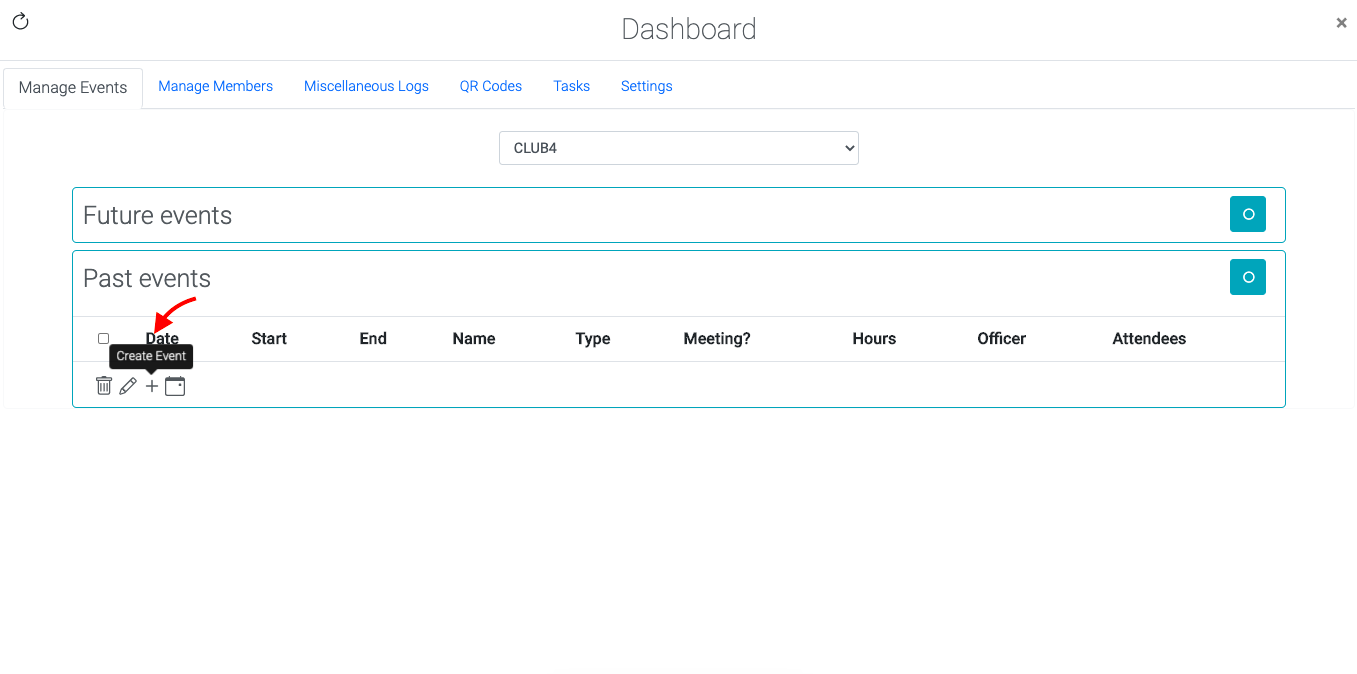 Dashboard
Manage Events Manage Members Miscellaneous Logs QR Codes Tasks Settings
CLUB4
Future events
Past events
Date Start End Name Type Meeting? Hours Officer Attendees
Create Event